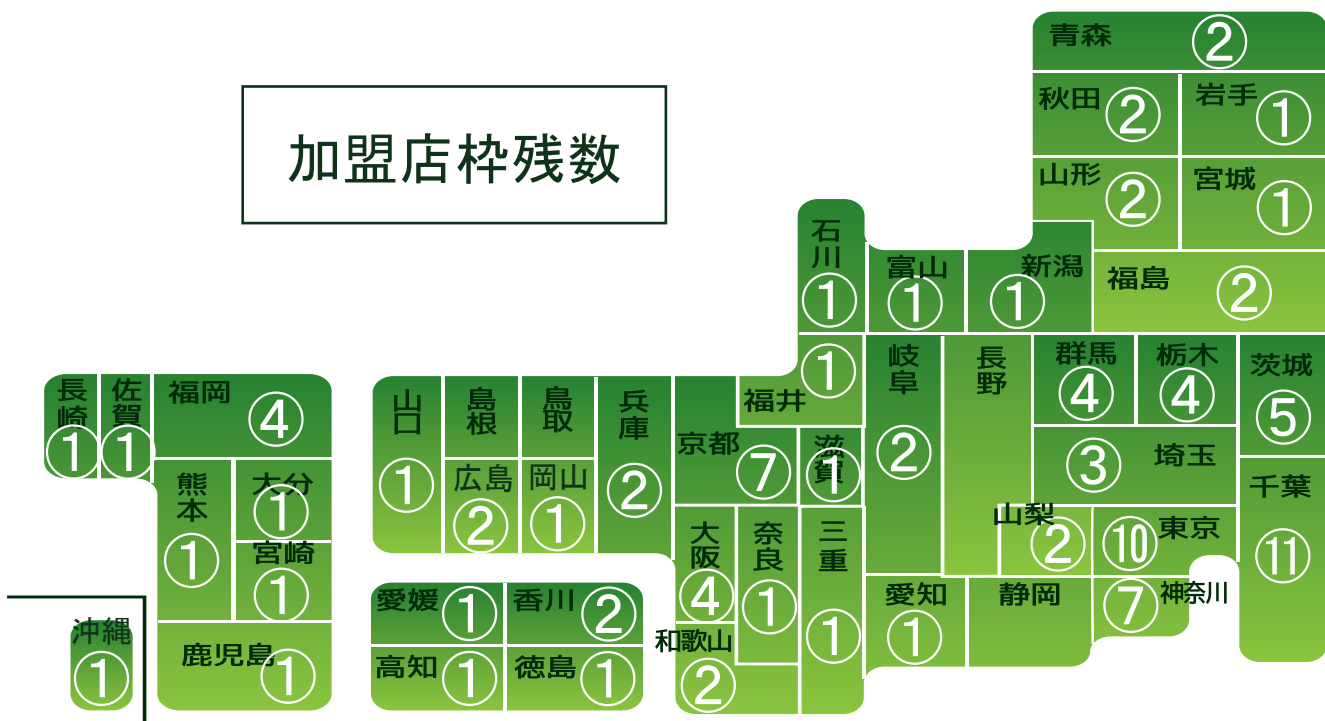 加盟店枠残数
青森 ②
秋田 ②
岩手 ①
山形 ②
宮城 ①
福島 ②
石川 ①
富山 ①
新潟 ①
福井 ①
岐阜 ②
長野
群馬 ④
栃木 ④
茨城 ⑤
埼玉 ③
千葉 ⑪
山梨 ②
東京 ⑩
神奈川 ⑦
愛知 ①
静岡
京都 ⑦
滋賀 ①
大阪 ④
奈良 ①
三重 ①
和歌山 ②
兵庫 ②
鳥取
島根
岡山 ①
広島 ②
山口 ①
愛媛 ①
香川 ②
高知 ①
徳島 ①
福岡 ④
佐賀 ①
長崎 ①
熊本 ①
大分 ①
宮崎 ①
鹿児島 ①
沖縄 ①